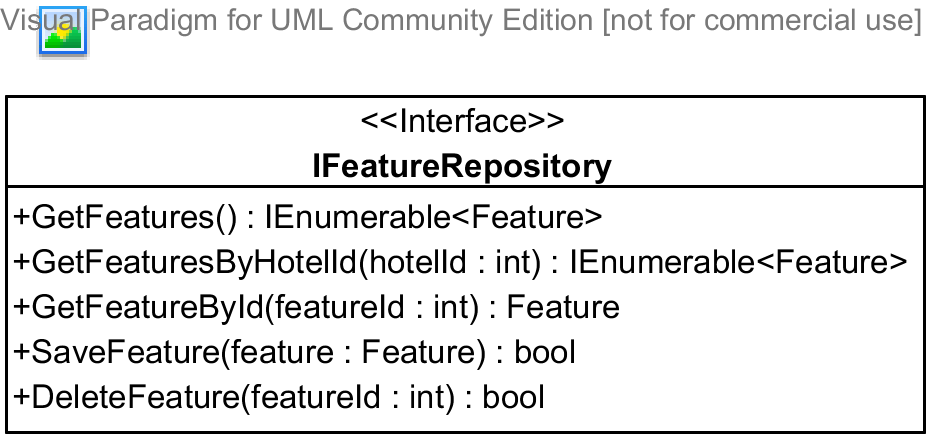 Visual Paradigm for UML Community Edition [not for commercial use]
<<Interface>>
IFeatureRepository
+GetFeatures() : IEnumerable<Feature>
+GetFeaturesByHotelId(hotelId : int) : IEnumerable<Feature>
+GetFeatureById(featureId : int) : Feature
+SaveFeature(feature : Feature) : bool
+DeleteFeature(featureId : int) : bool